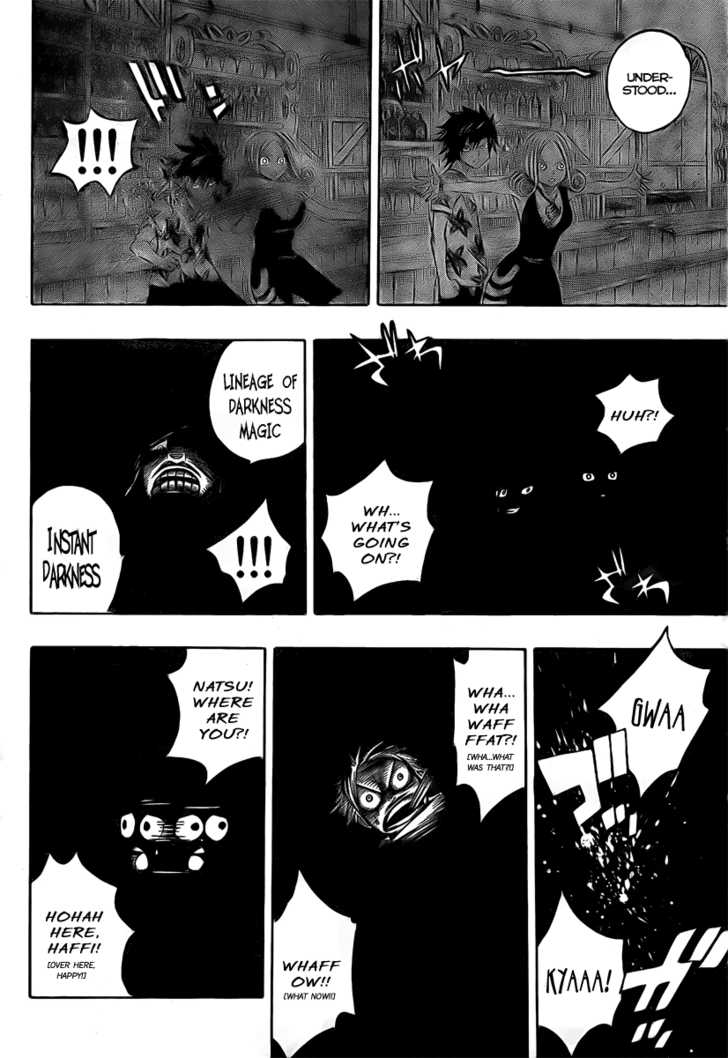 UNDER-
STOOD...
!!!
HUH?!
WH...
WHAT'S
GOING
ON?!
LINEAGE OF
DARKNESS
MAGIC
!!!
INSTANT
DARKNESS
GWAA
KYAAA!
WHA...
WHA
WAFF
FFAT?!
[WHA...WHAT
WAS THAT?!]
WHAFF
OW!!
[WHAT NOW!!]
NATSU!
WHERE
ARE
YOU?!
HOHAH
HERE,
HAFFI!
[OVER HERE,
HAPPY!]